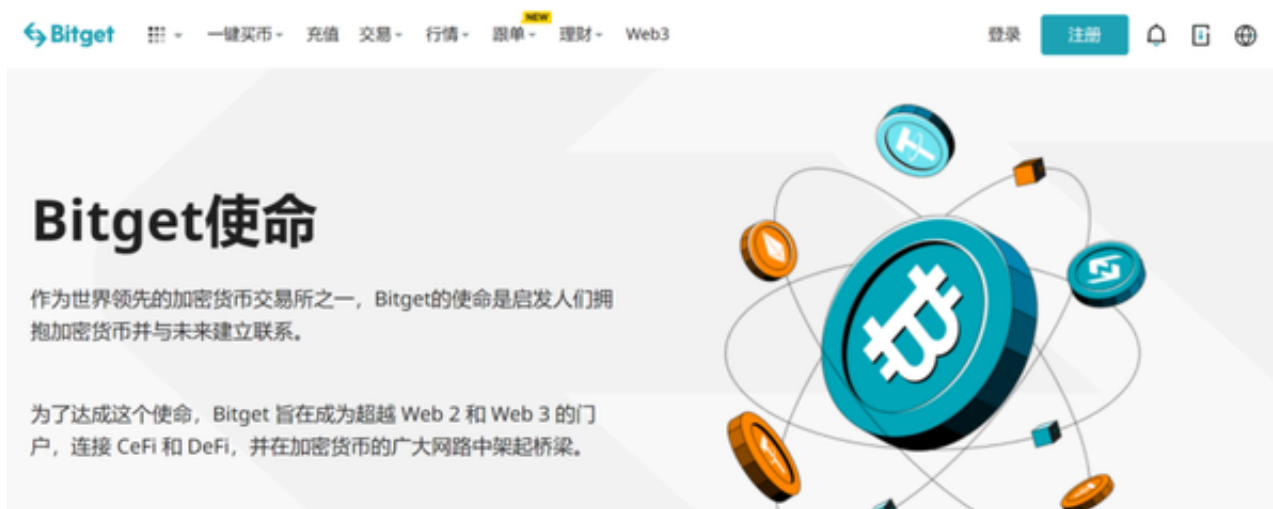 Bitget 一键买币 充值 交易 行情 跟单 NEW 理财 Web3 登录 注册
Bitget使命
作为世界领先的加密货币交易所之一，Bitget的使命是启发人们拥
抱加密货币并与未来建立联系。
为了达成这个使命，Bitget 旨在成为超越 Web 2 和 Web 3 的门
户，连接 CeFi 和 DeFi，并在加密货币的广大网路中架起桥梁。